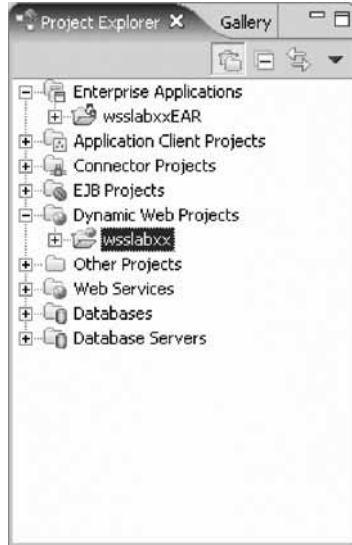 Project Explorer Gallery
Enterprise Applications
wsslabxxEAR
Application Client Projects
Connector Projects
EJB Projects
Dynamic Web Projects
wsslabxx
Other Projects
Web Services
Databases
Database Servers